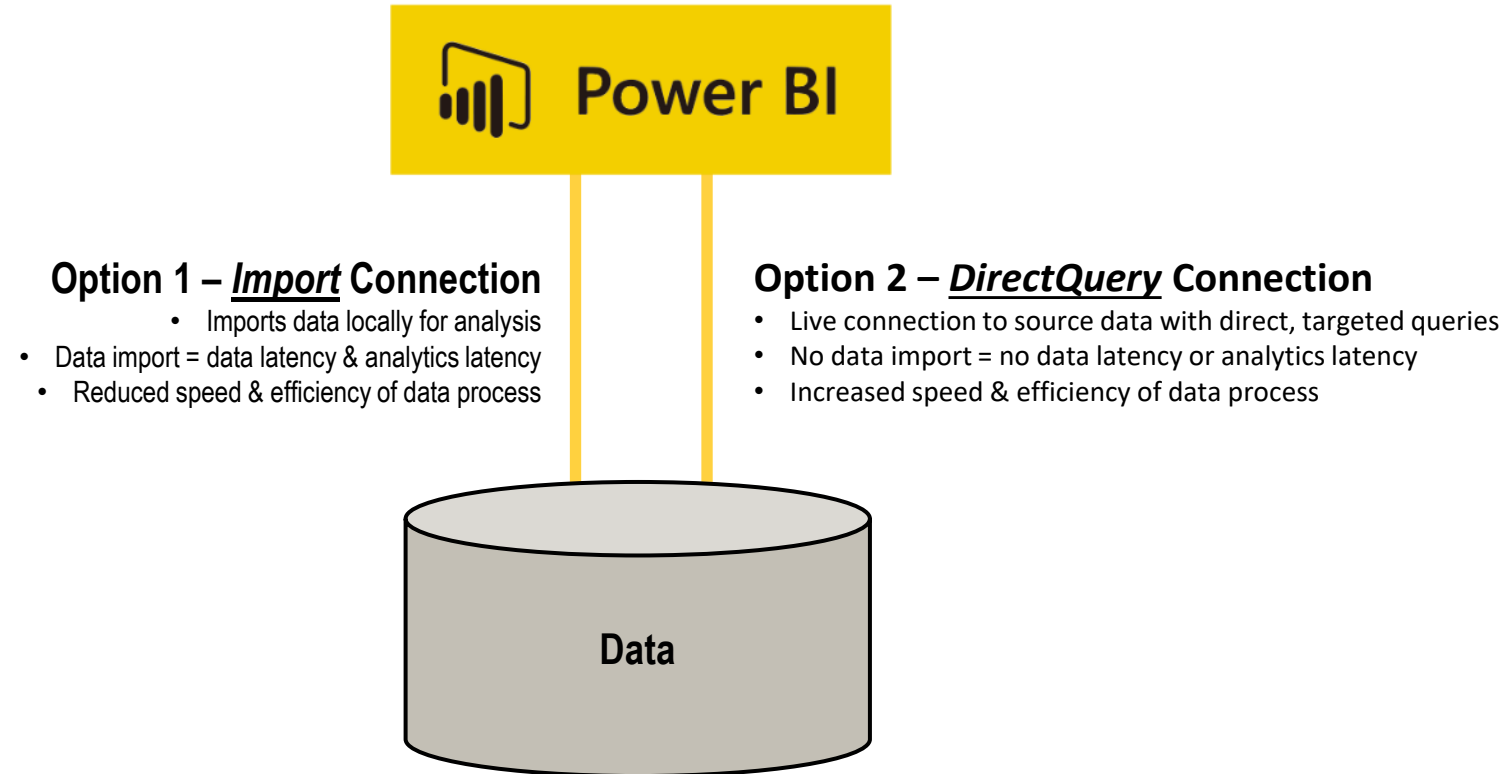 Power BI
Option 1 – Import Connection
• Imports data locally for analysis
• Data import = data latency & analytics latency
• Reduced speed & efficiency of data process
Option 2 – DirectQuery Connection
• Live connection to source data with direct, targeted queries
• No data import = no data latency or analytics latency
• Increased speed & efficiency of data process
Data